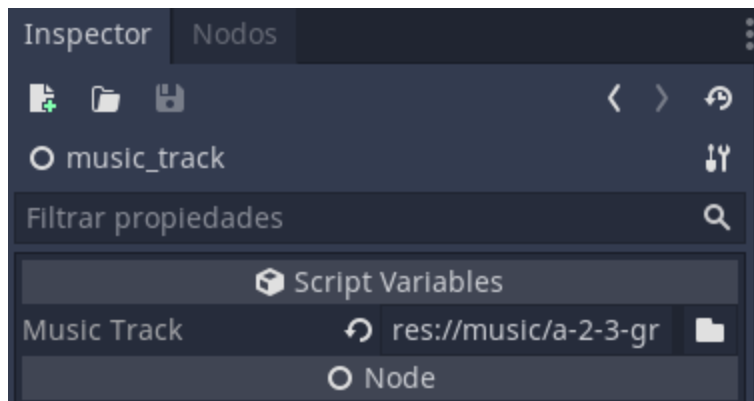 Inspector Nodos
music_track
Filtrar propiedades
Script Variables
Music Track res://music/a-2-3-gr
Node